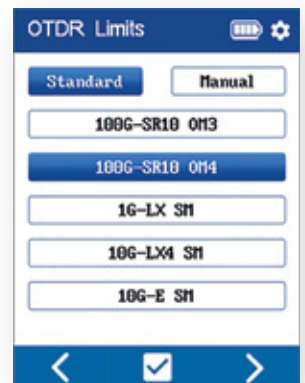 OTDR Limits
Standard Manual
100G-SR10 OM3
100G-SR10 OM4
1G-LX SM
10G-LX4 SM
10G-E SM